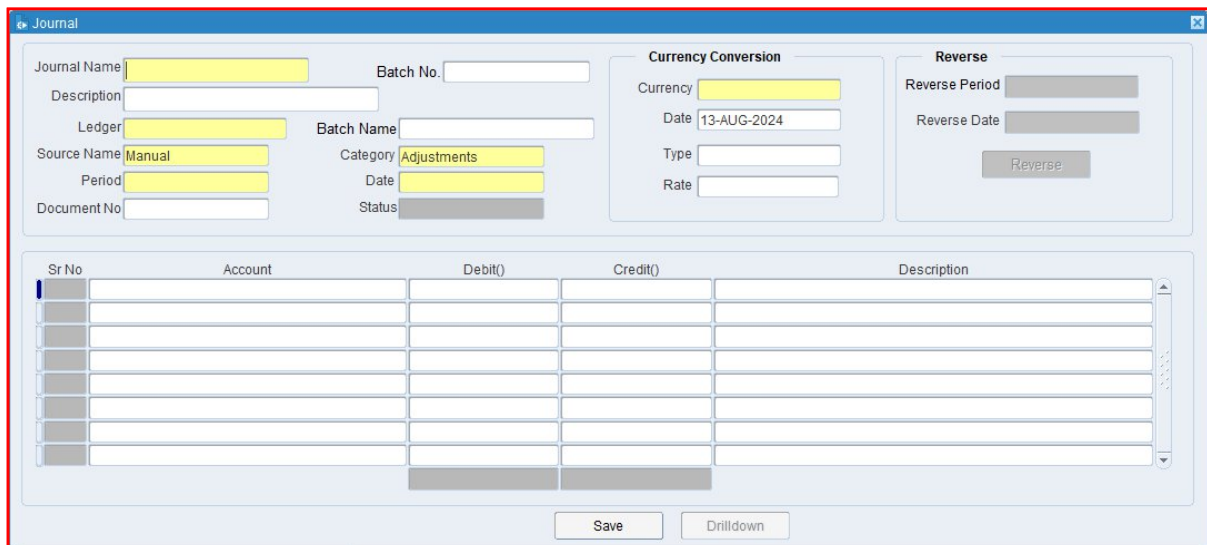 Journal
Journal Name
Batch No.
Description
Ledger
Batch Name
Source Name Manual
Category Adjustments
Period
Date
Document No
Status
Currency Conversion
Currency
Date 13-AUG-2024
Type
Rate
Reverse
Reverse Period
Reverse Date
Reverse
Sr No Account Debit() Credit() Description
Save Drilldown